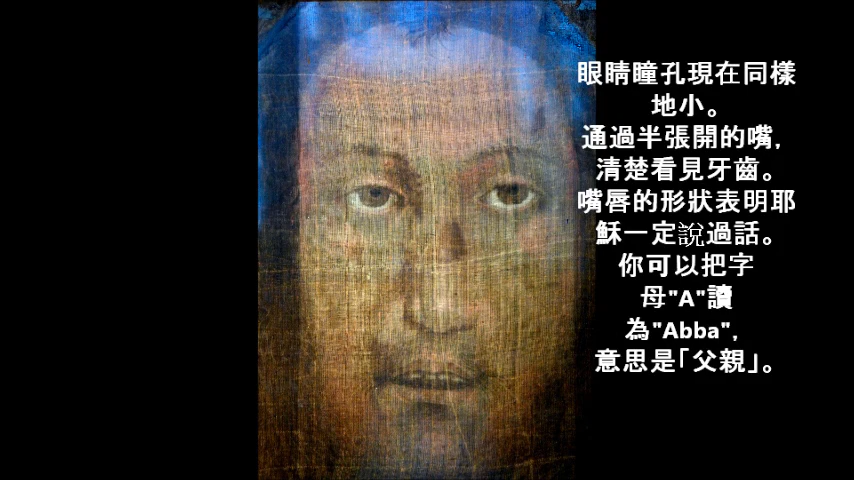 眼睛瞳孔現在同樣
地小。
通過半張開的嘴,
清楚看見牙齒。
嘴唇的形狀表明耶
穌一定說過話。
你可以把字
母"A"讀
為"Abba",
意思是「父親」。